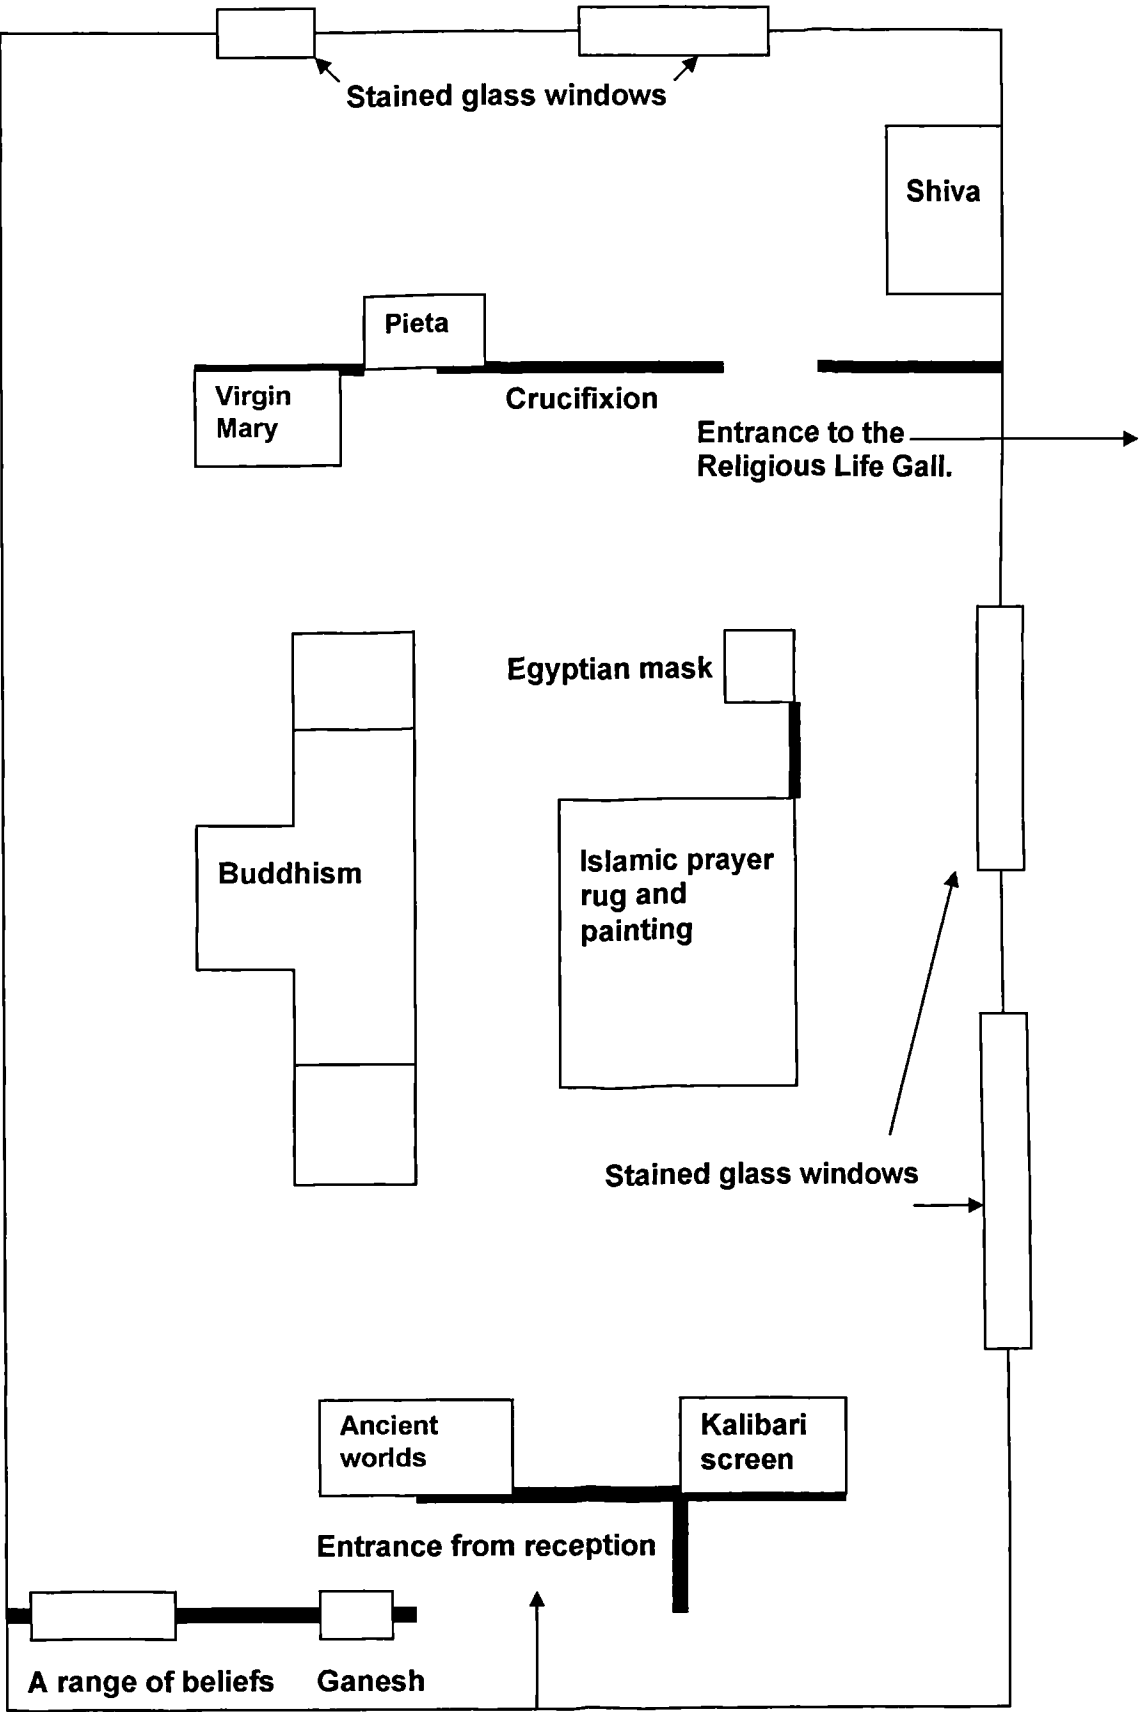 Stained glass windows
Shiva
Pieta
Virgin
Mary
Crucifixion
Entrance to the
Religious Life Gall.
Egyptian mask
Buddhism
Islamic prayer
rug and
painting
Stained glass windows
Ancient
worlds
Kalibari
screen
Entrance from reception
A range of beliefs
Ganesh